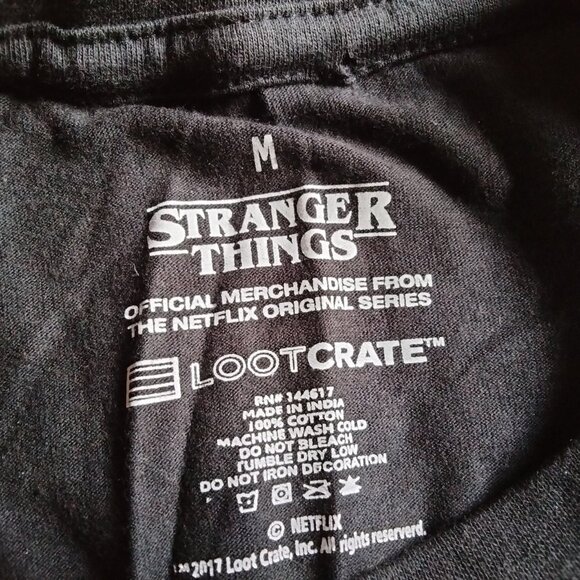 M
STRANGER
THINGS
OFFICIAL MERCHANDISE FROM
THE NETFLIX ORIGINAL SERIES
LOOTCRATE™
RN# 144617
MADE IN INDIA
100% COTTON
MACHINE WASH COLD
DO NOT BLEACH
TUMBLE DRY LOW
DO NOT IRON DECORATION
© NETFLIX
™ 2017 Loot Crate, Inc. All rights reserverd.